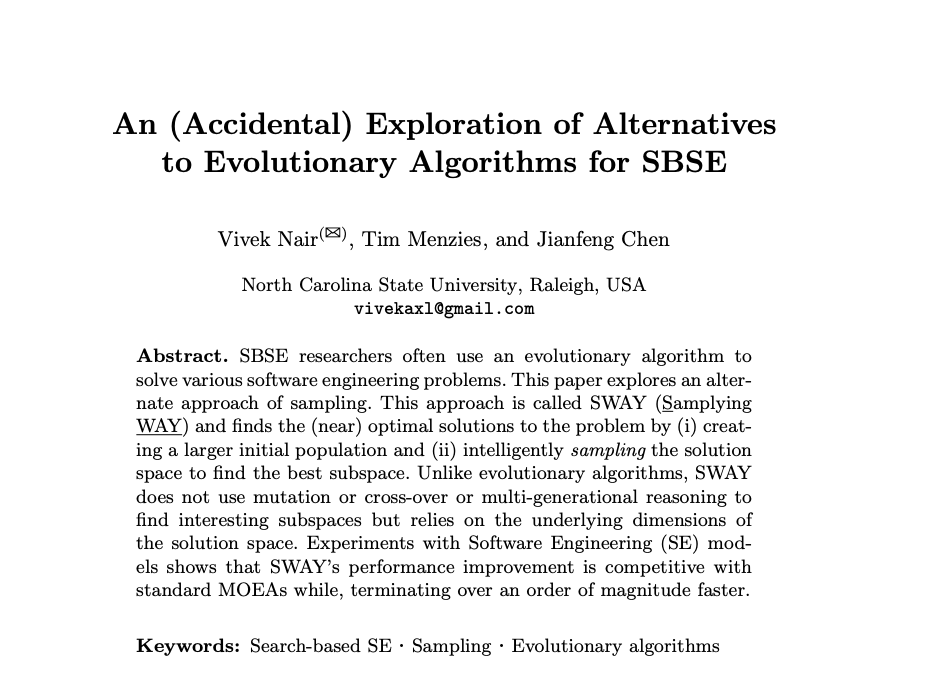 An (Accidental) Exploration of Alternatives
to Evolutionary Algorithms for SBSE
Vivek Nair(✉), Tim Menzies, and Jianfeng Chen
North Carolina State University, Raleigh, USA
vivekaxl@gmail.com
Abstract. SBSE researchers often use an evolutionary algorithm to
solve various software engineering problems. This paper explores an alter-
nate approach of sampling. This approach is called SWAY (Samplying
WAY) and finds the (near) optimal solutions to the problem by (i) creat-
ing a larger initial population and (ii) intelligently sampling the solution
space to find the best subspace. Unlike evolutionary algorithms, SWAY
does not use mutation or cross-over or multi-generational reasoning to
find interesting subspaces but relies on the underlying dimensions of
the solution space. Experiments with Software Engineering (SE) mod-
els shows that SWAY's performance improvement is competitive with
standard MOEAs while, terminating over an order of magnitude faster.
Keywords: Search-based SE · Sampling · Evolutionary algorithms